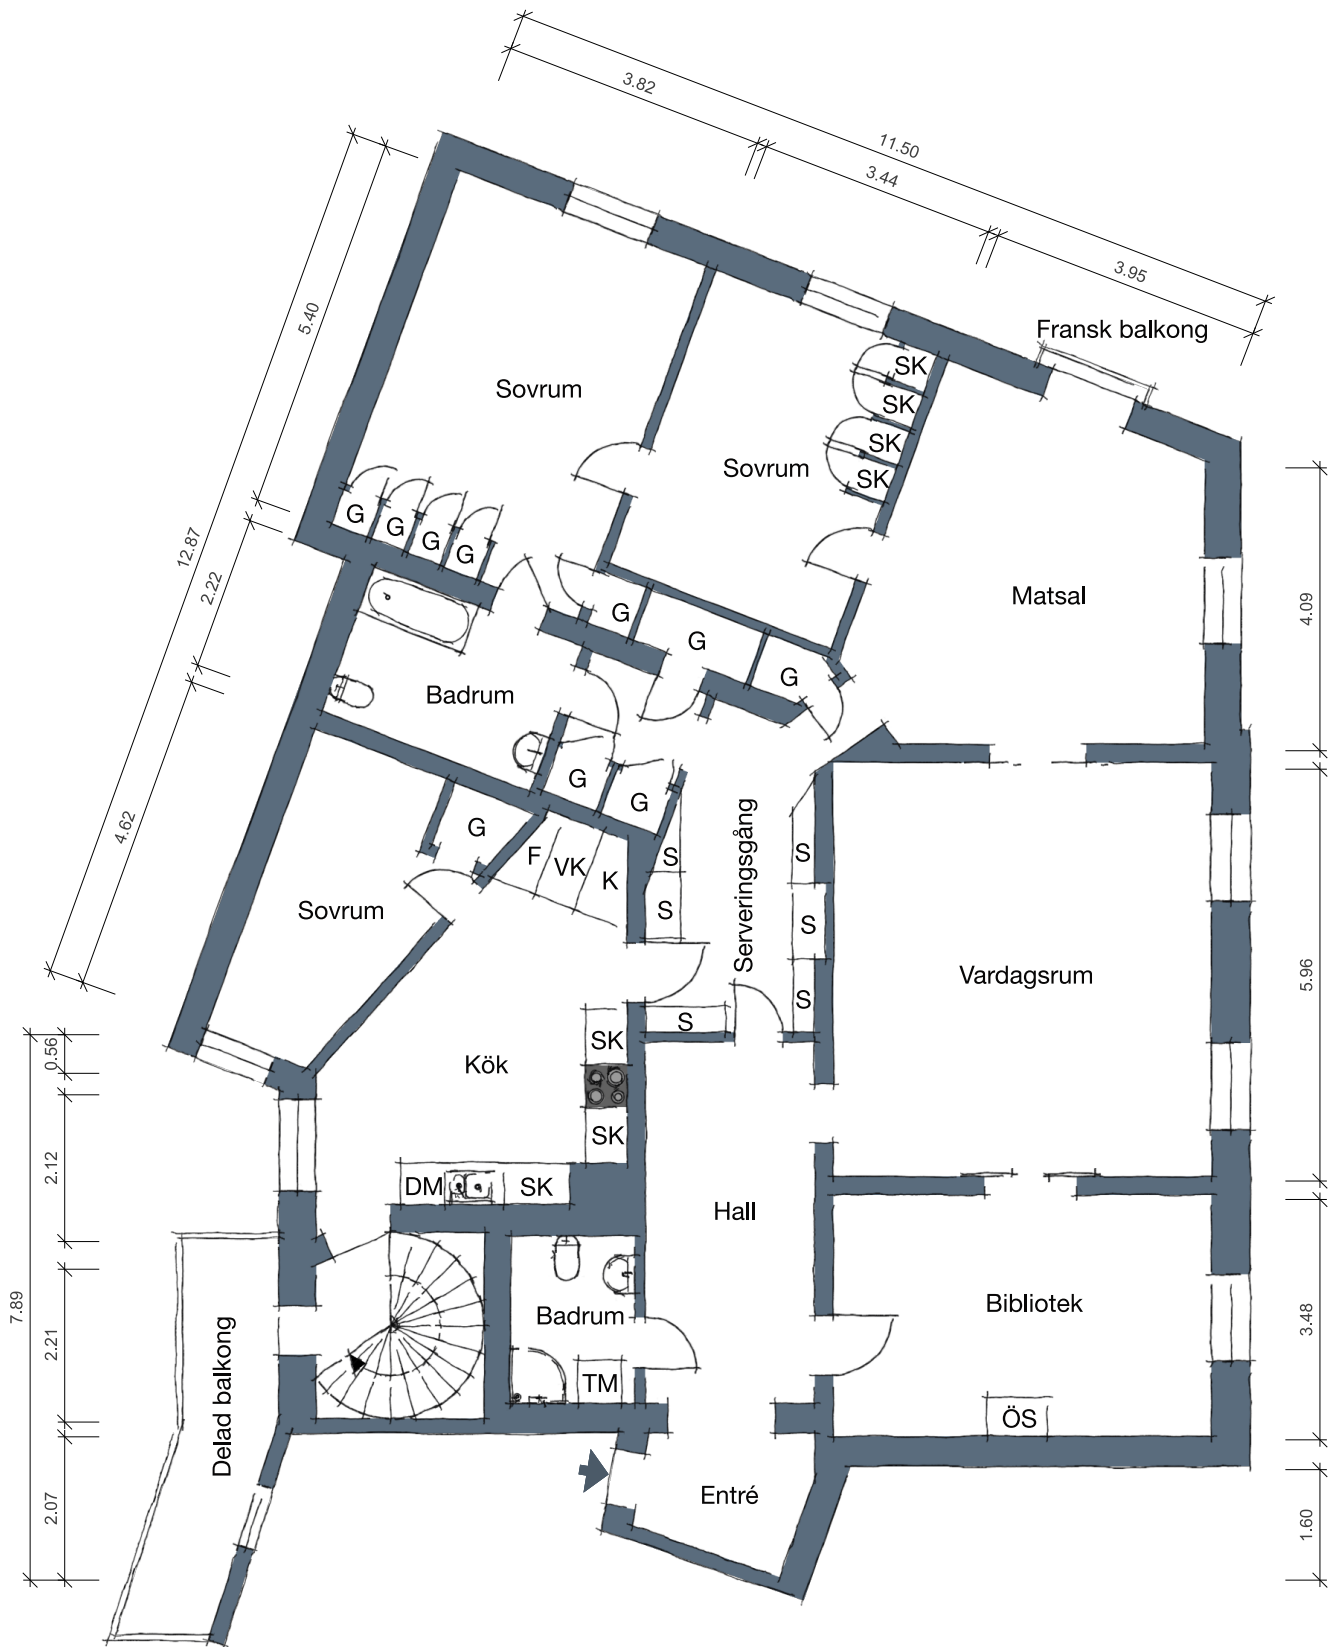 3.82
11.50
3.44
3.95
Fransk balkong
5.40
12.87
2.22
4.62
Sovrum
SK
SK
SK
SK
Sovrum
G
G
G
G
Matsal
4.09
G
G
G
Badrum
G
G
G
F
VK
K
S
S
Serveringsgång
S
S
S
S
Sovrum
Vardagsrum
5.96
0.56
2.12
7.89
2.21
2.07
Kök
SK
SK
DM
SK
Hall
Badrum
TM
Bibliotek
3.48
ÖS
Delad balkong
Entré
1.60